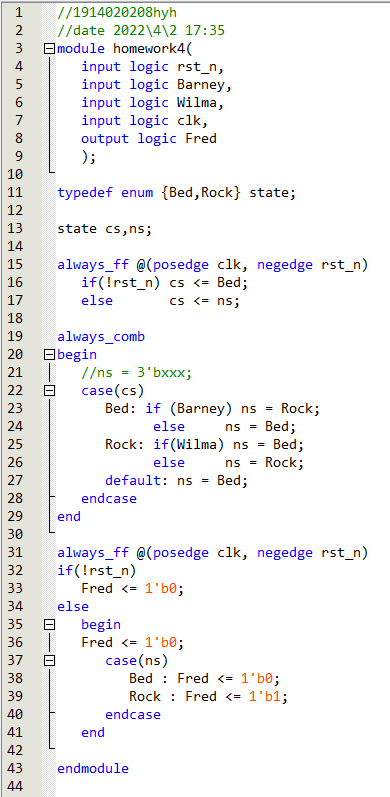 1 //1914020208hyh
2 //date 2022\4\2 17:35
3 module homework4(
4 input logic rst_n,
5 input logic Barney,
6 input logic Wilma,
7 input logic clk,
8 output logic Fred
9 );
10
11 typedef enum {Bed,Rock} state;
12
13 state cs,ns;
14
15 always_ff @(posedge clk, negedge rst_n)
16 if(!rst_n) cs <= Bed;
17 else cs <= ns;
18
19 always_comb
20 begin
21 //ns = 3'bxxx;
22 case(cs)
23 Bed: if (Barney) ns = Rock;
24 else ns = Bed;
25 Rock: if(Wilma) ns = Bed;
26 else ns = Rock;
27 default: ns = Bed;
28 endcase
29 end
30
31 always_ff @(posedge clk, negedge rst_n)
32 if(!rst_n)
33 Fred <= 1'b0;
34 else
35 begin
36 Fred <= 1'b0;
37 case(ns)
38 Bed : Fred <= 1'b0;
39 Rock : Fred <= 1'b1;
40 endcase
41 end
42
43 endmodule
44